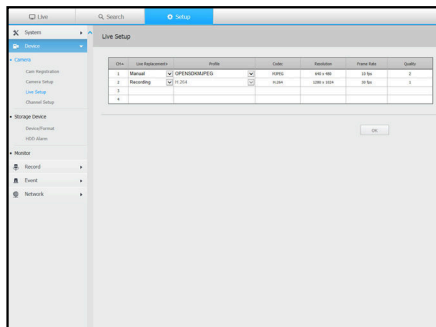 Live
Search
Setup
System
Device
Camera
Cam Registration
Camera Setup
Live Setup
Channel Setup
Storage Device
Device/Format
HDD Alarm
Monitor
Record
Event
Network
Live Setup
CH Live Replacement Profile Codec Resolution Frame Rate Quality
1 Manual OPENSDKMJPEG MJPEG 640 x 480 15 fps 2
2 Recording H.264 H.264 1280 x 1024 30 fps 1
3
4
OK